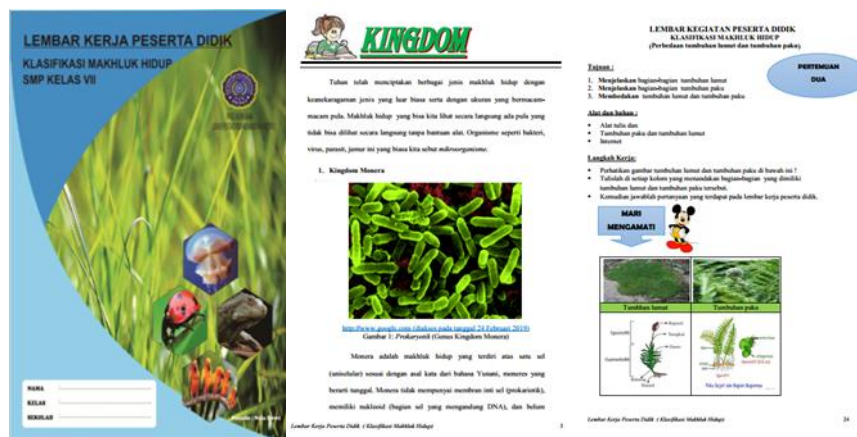 LEMBAR KERJA PESERTA DIDIK
KLASIFIKASI MAKHLUK HIDUP
SMP KELAS VII
NAMA
KELAS
SEKOLAH
KINGDOM
Tuhan telah menciptakan berbagai jenis makhluk hidup dengan
keanekaragaman jenis yang luar biasa serta dengan ukuran yang bermacam-
macam pula. Makhluk hidup yang bisa kita lihat secara langsung ada pula yang
tidak bisa dilihat secara langsung tanpa bantuan alat. Organisme seperti bakteri,
virus, parasit, jamur ini yang biasa kita sebut mikroorganisme.
1. Kingdom Monera
http://www.google.com (diakses pada tanggal 24 Februari 2019)
Gambar 1: Prokaryotik (Genus Kingdom Monera)
Monera adalah makhluk hidup yang terdiri atas satu sel
(uniseluler) sesuai dengan asal kata dari bahasa Yunani, moneres yang
berarti tunggal. Monera tidak mempunyai membran inti sel (prokariotik),
memiliki nukleoid (bagian sel yang mengandung DNA), dan belum
Lembar Kerja Peserta Didik ( Klasifikasi Makhluk Hidup)
3
LEMBAR KEGIATAN PESERTA DIDIK
KLASIFIKASI MAKHLUK HIDUP
(Perbedaan tumbuhan lumut dan tumbuhan paku)
PERTEMUAN
DUA
Tujuan :
1. Menjelaskan bagian-bagian tumbuhan lumut
2. Menjelaskan bagian-bagian tumbuhan paku
3. Membedakan tumbuhan lumut dan tumbuhan paku
Alat dan bahan :
Alat tulis dan
Tumbuhan paku dan tumbuhan lumut
Internet
Langkah Kerja:
Perhatikan gambar tumbuhan lumut dan tumbuhan paku di bawah ini !
Tulislah di setiap kolom yang menandakan bagian-bagian yang dimiliki
tumbuhan lumut dan tumbuhan paku tersebut.
Kemudian jawablah pertanyaan yang terdapat pada lembar kerja peserta didik.
MARI
MENGAMATI
Tumbhan lumut
Tumbuhan paku
Lembar Kerja Peserta Didik ( Klasifikasi Makhluk Hidup)
24